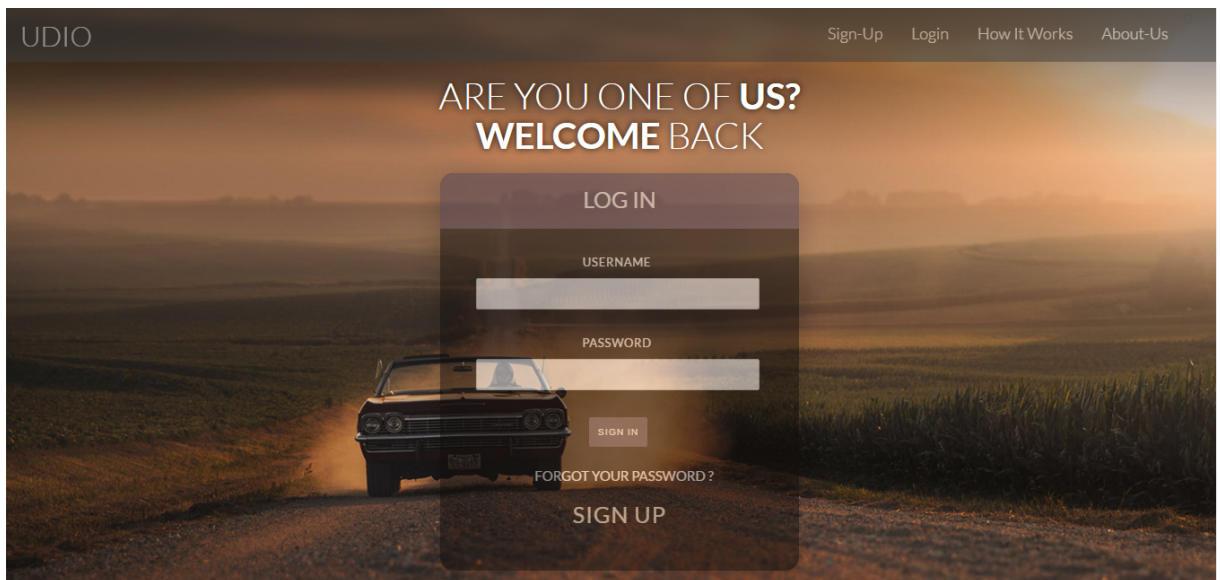 UDIO
Sign-Up Login How It Works About-Us
ARE YOU ONE OF US?
WELCOME BACK
LOG IN
USERNAME
PASSWORD
SIGN IN
FORGOT YOUR PASSWORD ?
SIGN UP